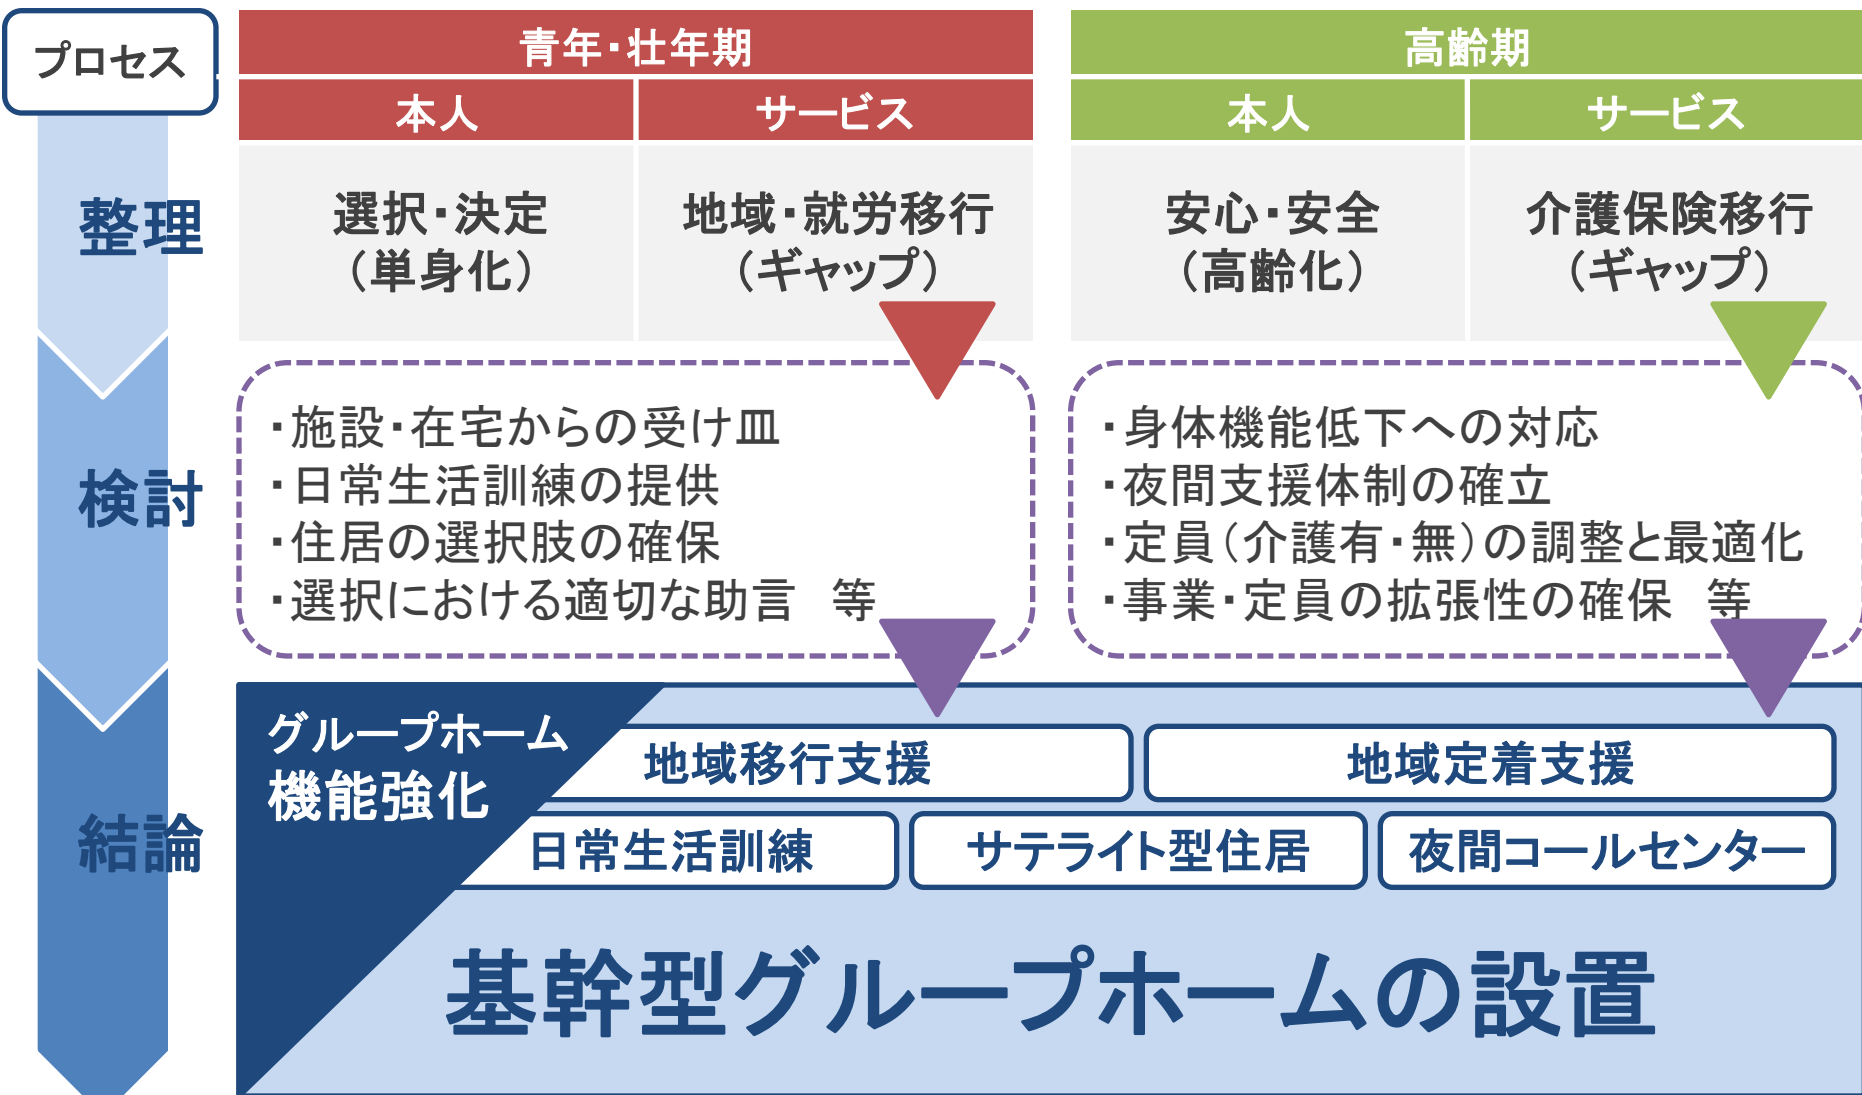 プロセス
青年・壮年期
高齢期
本人
サービス
本人
サービス
整理
選択・決定
（単身化）
地域・就労移行
（ギャップ）
安心・安全
（高齢化）
介護保険移行
（ギャップ）
検討
・施設・在宅からの受け皿
・日常生活訓練の提供
・住居の選択肢の確保
・選択における適切な助言　等
・身体機能低下への対応
・夜間支援体制の確立
・定員（介護有・無）の調整と最適化
・事業・定員の拡張性の確保　等
結論
グループホーム
機能強化
地域移行支援
地域定着支援
日常生活訓練
サテライト型住居
夜間コールセンター
基幹型グループホームの設置